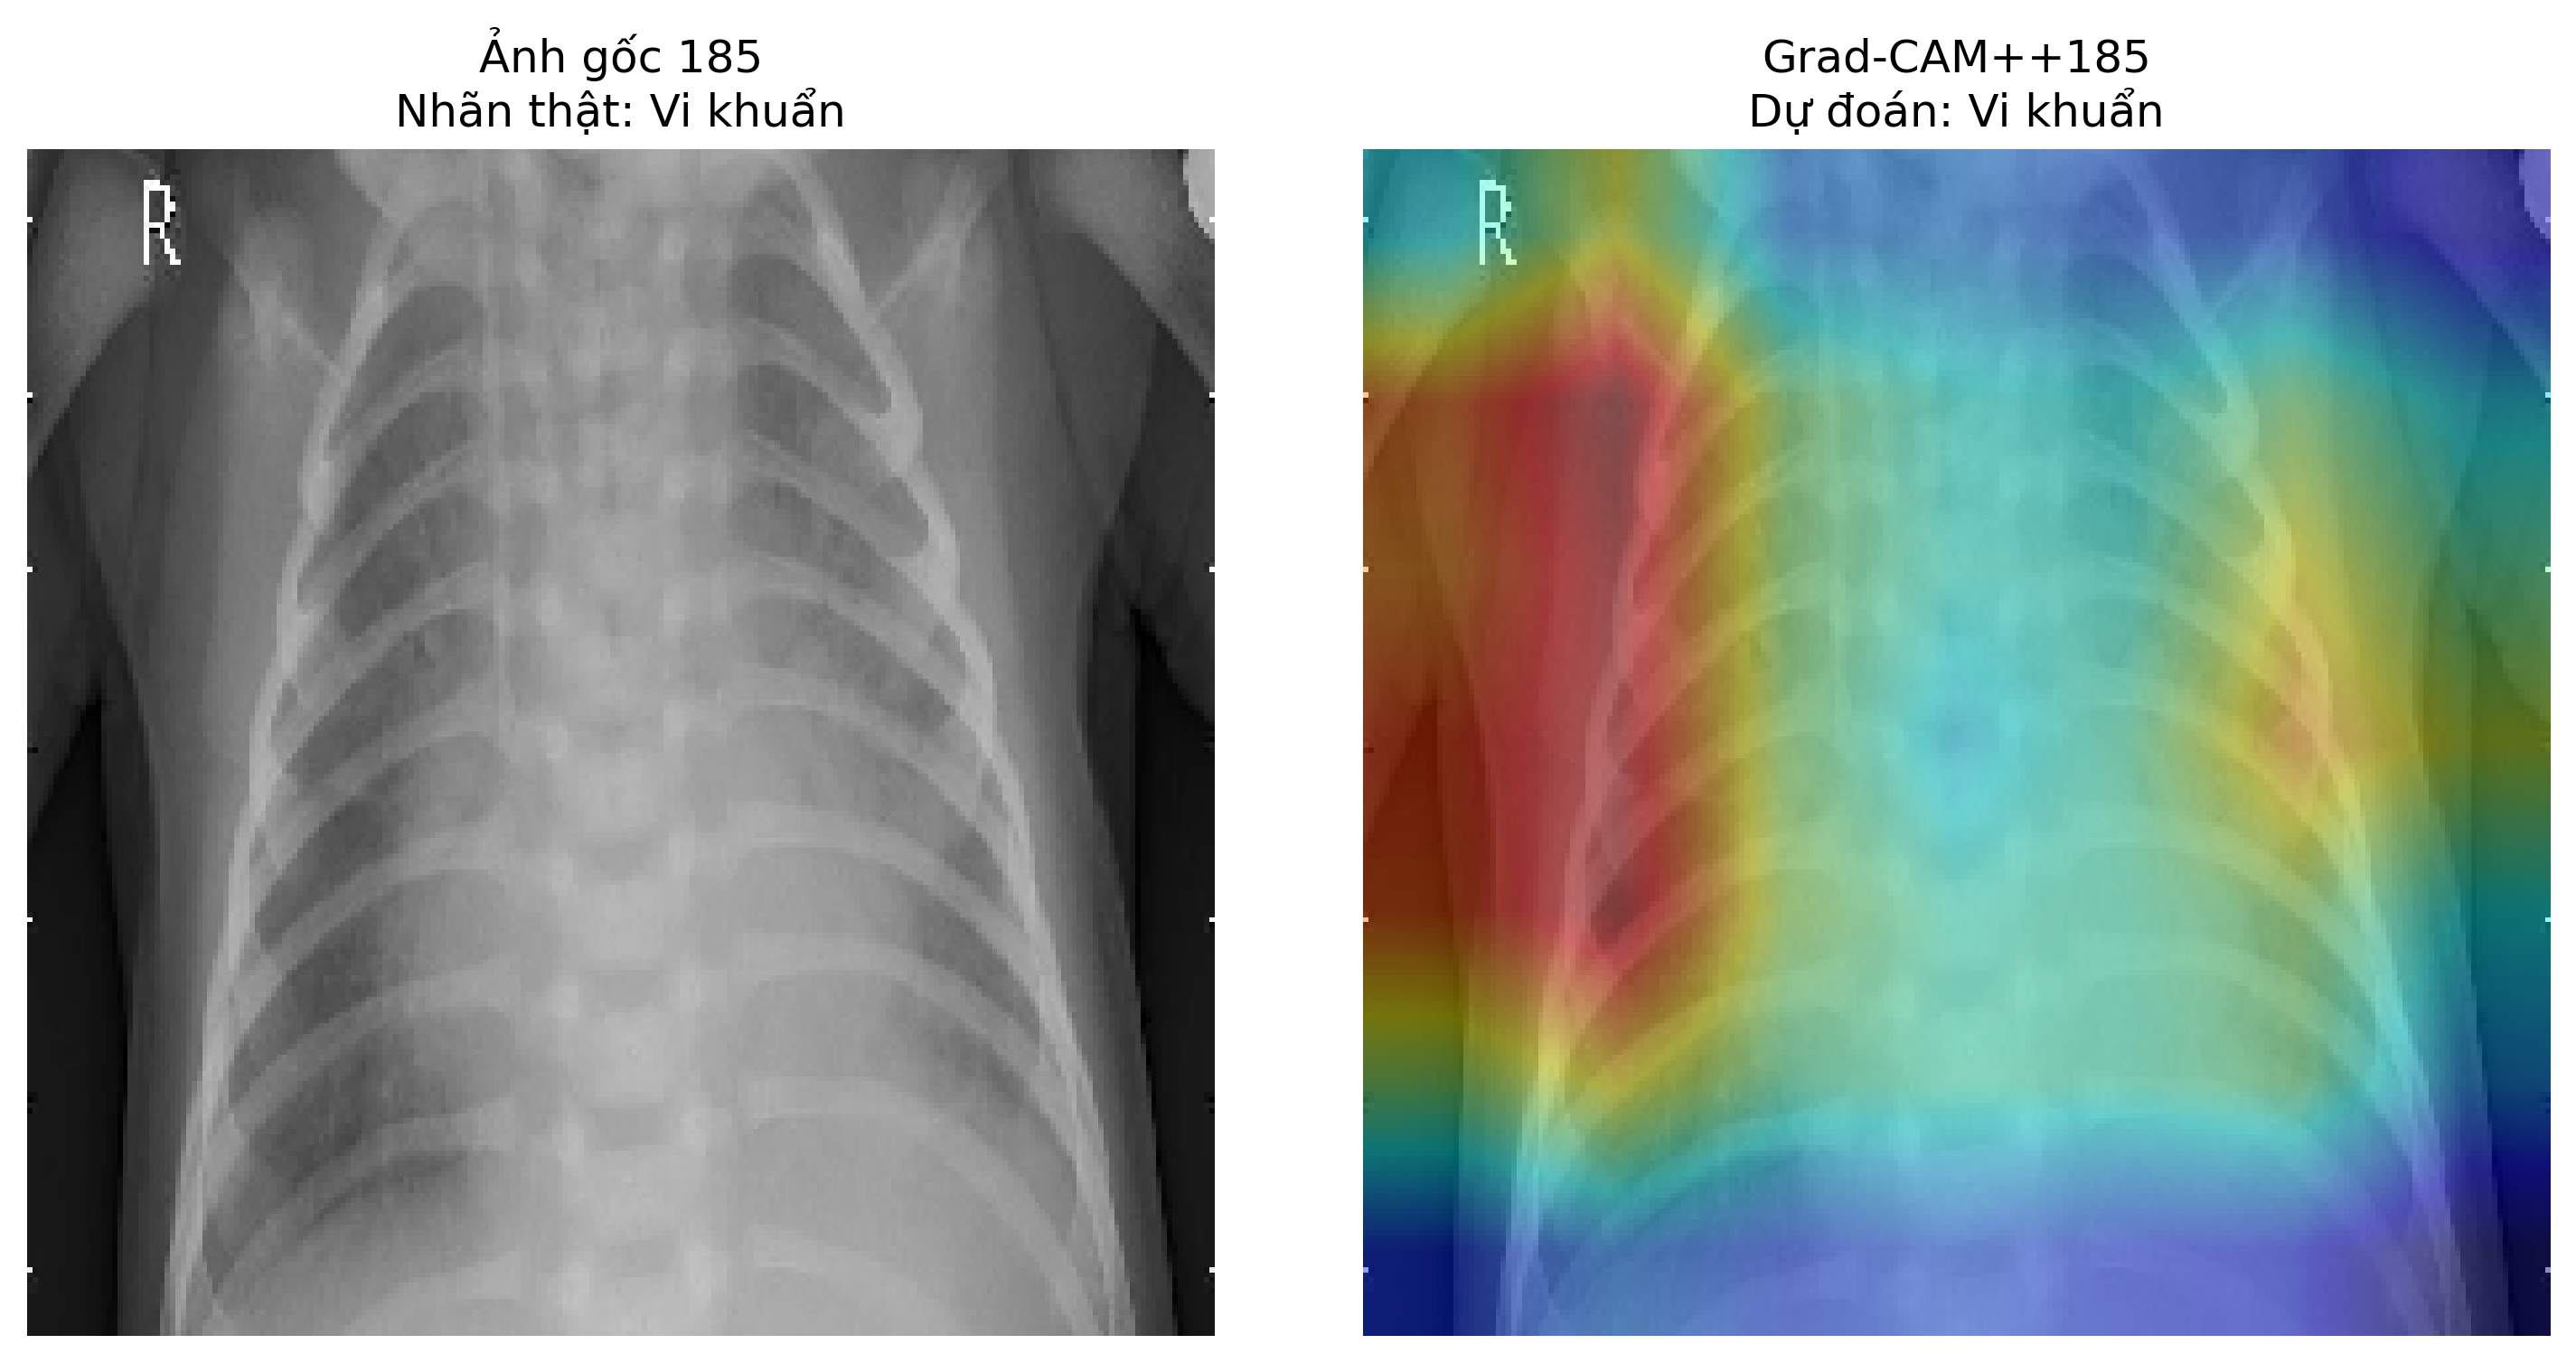 Ảnh gốc 185
Nhãn thật: Vi khuẩn
R
Grad-CAM++185
Dự đoán: Vi khuẩn
R